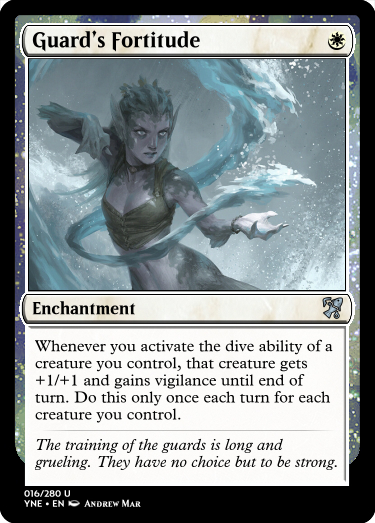 Guard's Fortitude
Enchantment
Whenever you activate the dive ability of a
creature you control, that creature gets
+1/+1 and gains vigilance until end of
turn. Do this only once each turn for each
creature you control.
The training of the guards is long and
grueling. They have no choice but to be strong.
016/280 U
YNE • EN Andrew Mar